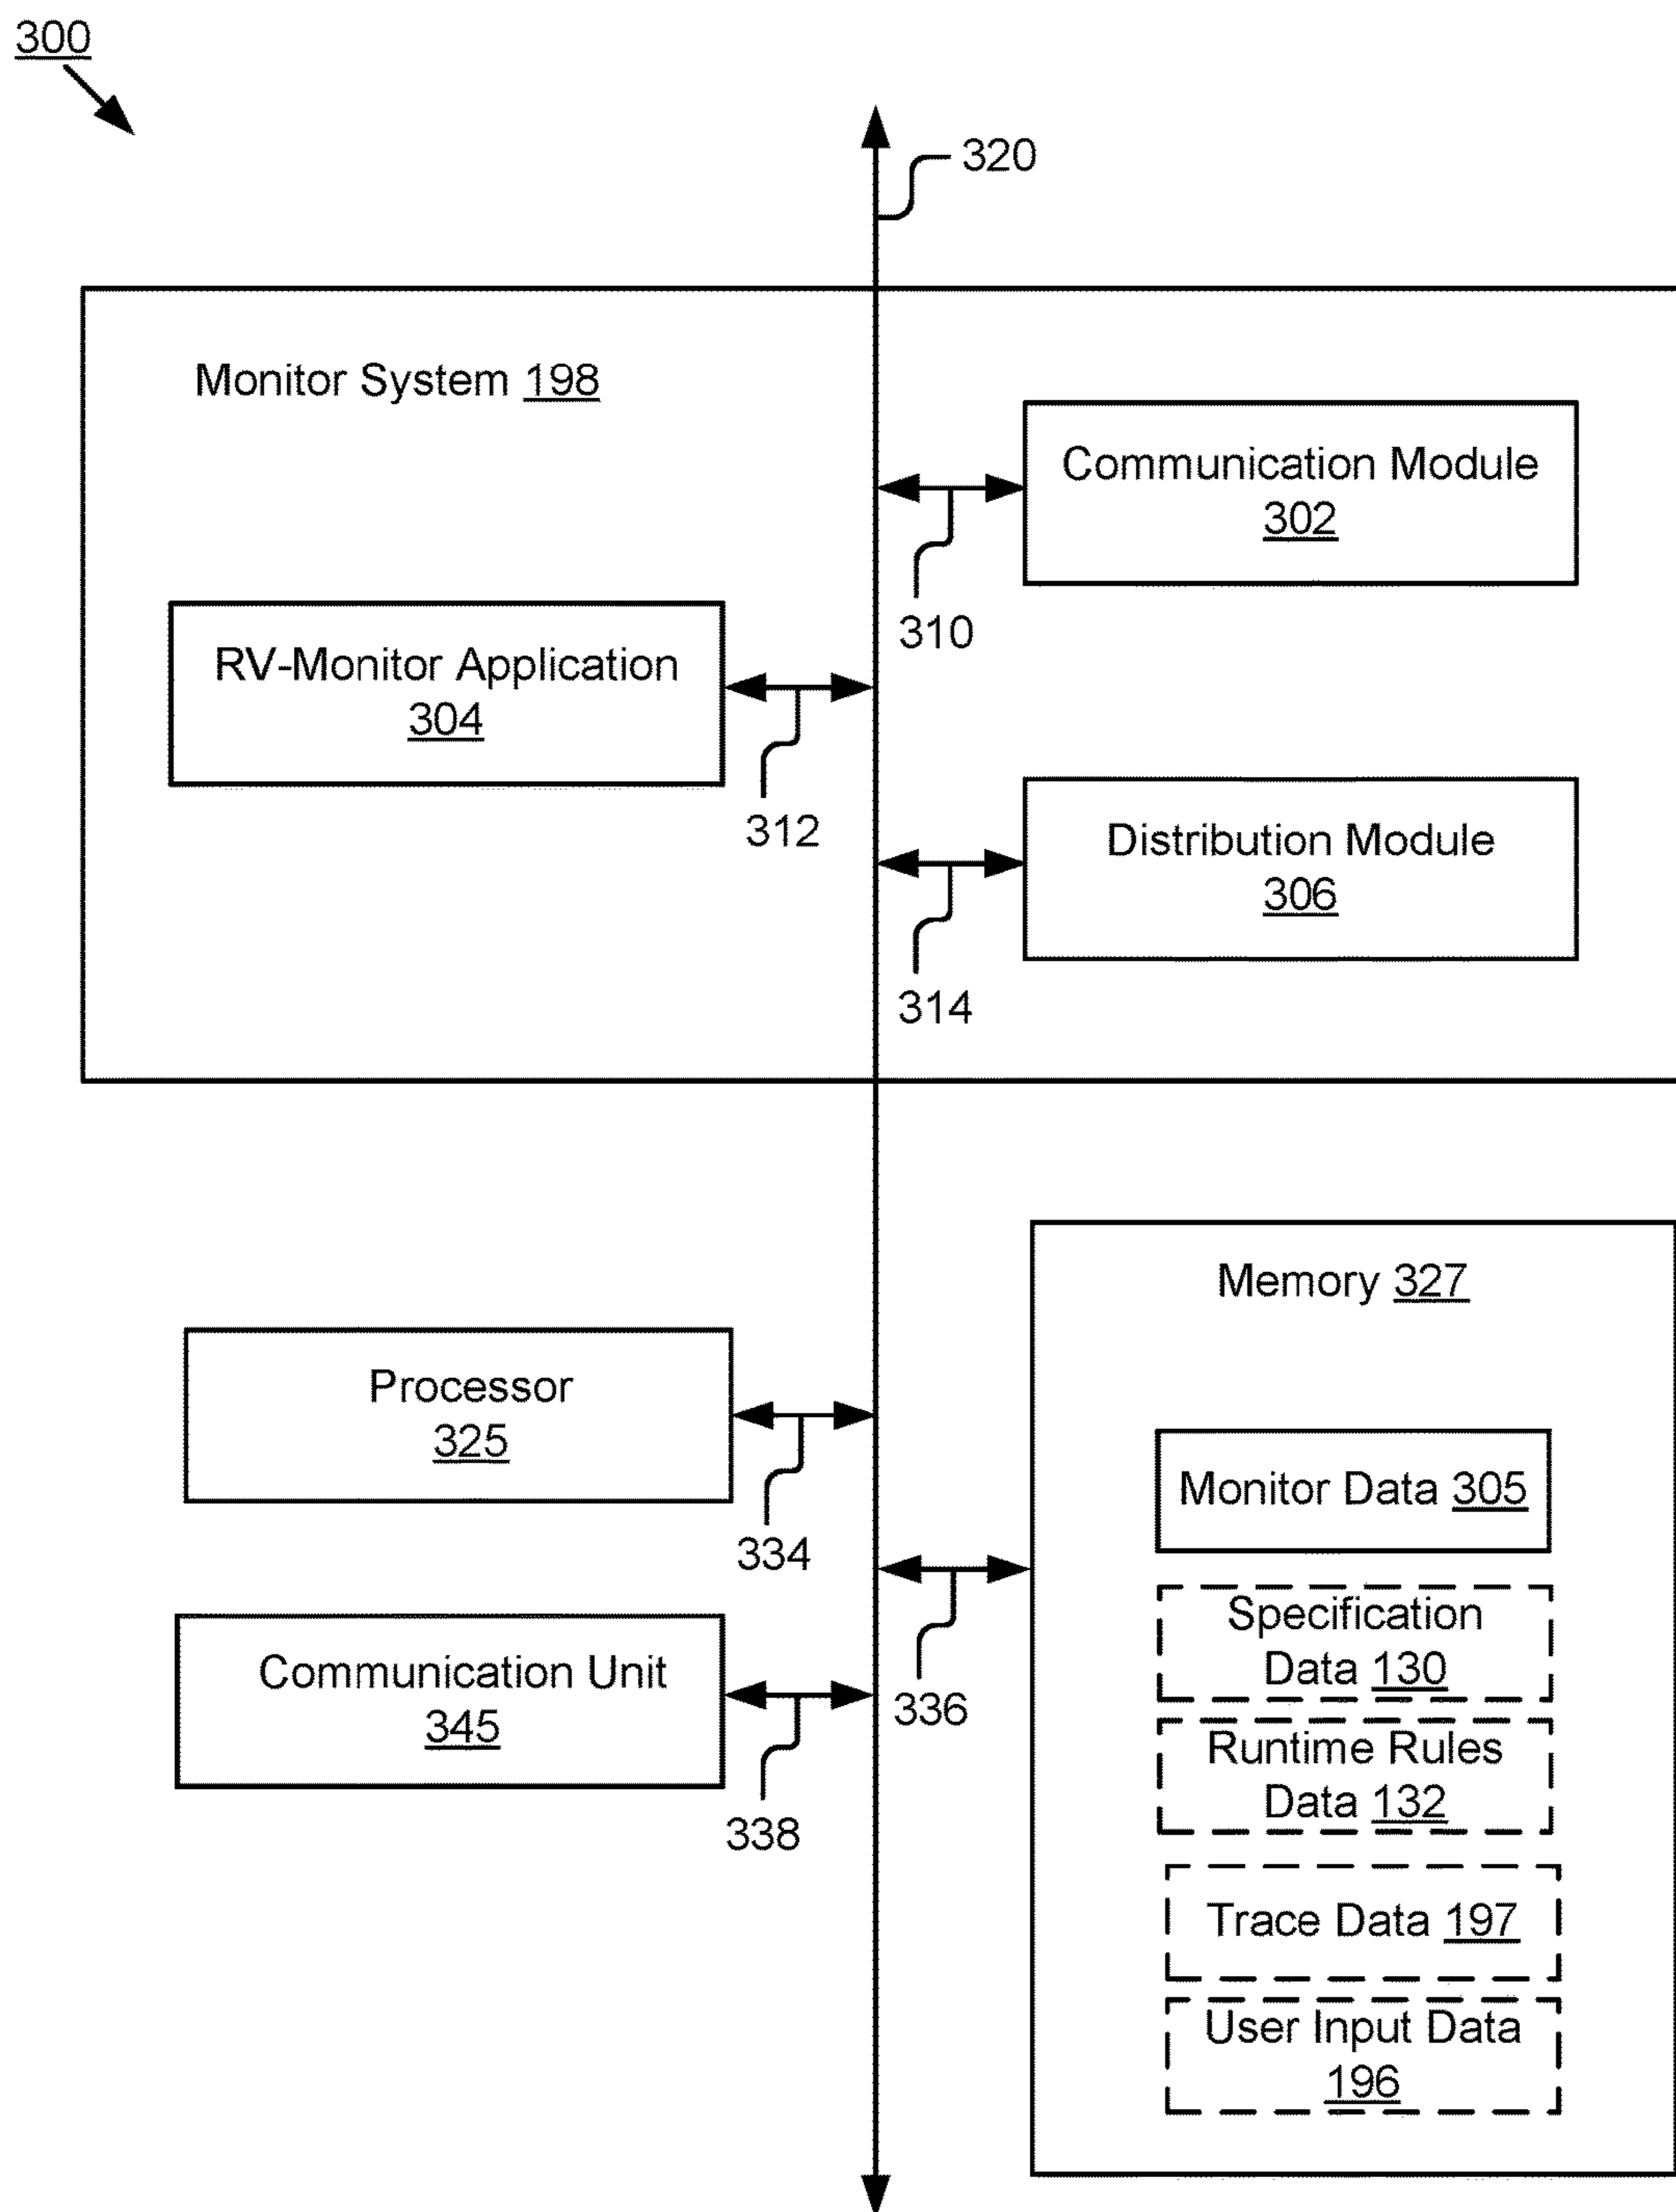 300
320
Monitor System 198
Communication Module
302
310
RV-Monitor Application
304
312
Distribution Module
306
314
Memory 327
Processor
325
334
Monitor Data 305
Specification
Data 130
Communication Unit
345
336
338
Runtime Rules
Data 132
Trace Data 197
User Input Data
196